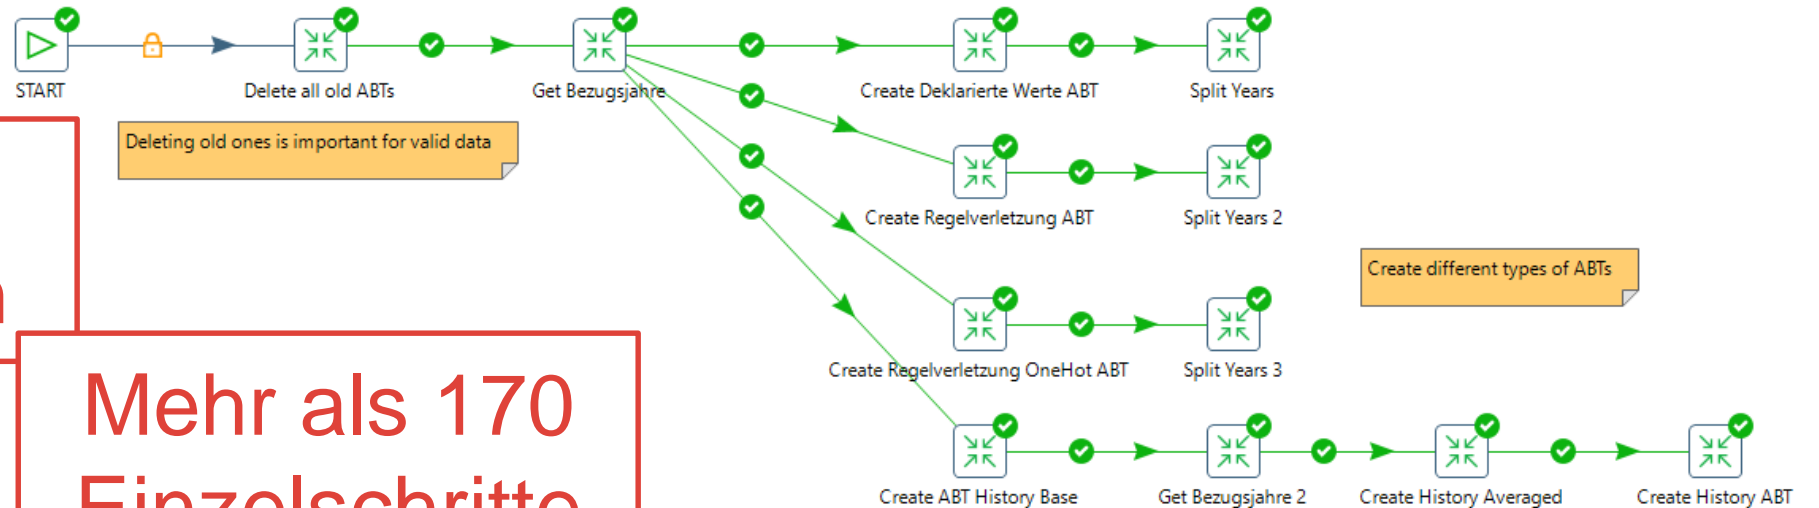 START
Delete all old ABTs
Get Bezugsjahre
Create Deklarierte Werte ABT
Split Years
Deleting old ones is important for valid data
Create Regelverletzung ABT
Split Years 2
Create different types of ABTs
Create Regelverletzung OneHot ABT
Split Years 3
Mehr als 170
Einzelschritte
Create ABT History Base
Get Bezugsjahre 2
Create History Averaged
Create History ABT